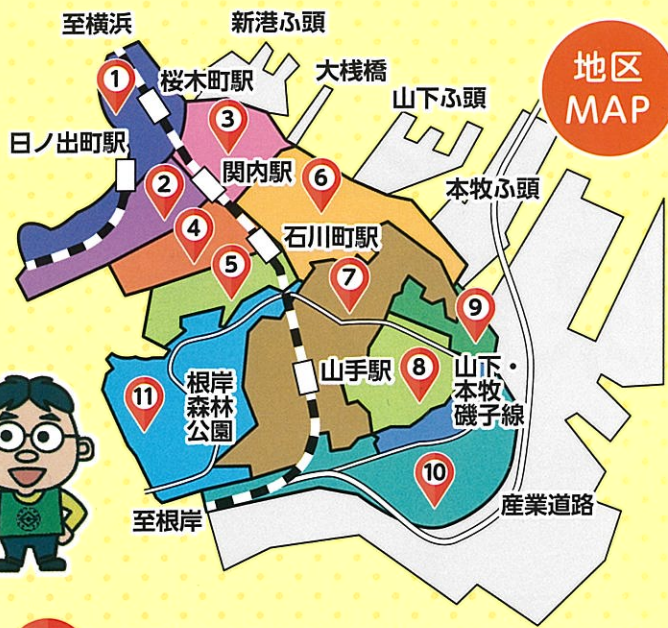 至横浜
新港ふ頭
地区
MAP
桜木町駅
大桟橋
山下ふ頭
1
3
日ノ出町駅
関内駅
本牧ふ頭
2
6
4
石川町駅
5
7
9
山手駅
8
山下・
本牧
磯子線
根岸
森林
公園
11
10
産業道路
至根岸